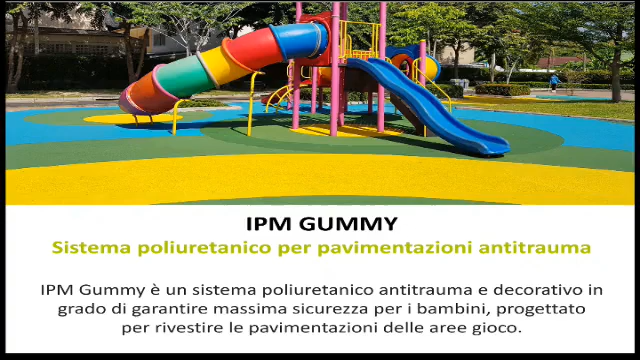 IPM GUMMY
Sistema poliuretanico per pavimentazioni antitrauma
IPM Gummy è un sistema poliuretanico antitrauma e decorativo in
grado di garantire massima sicurezza per i bambini, progettato
per rivestire le pavimentazioni delle aree gioco.